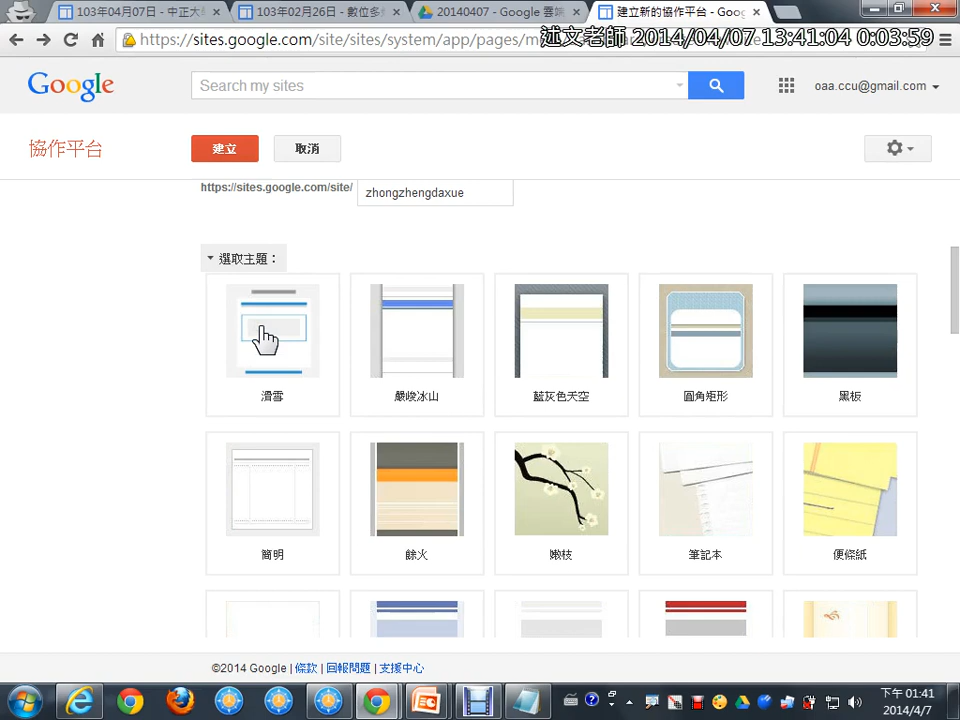 103年04月07日 - 中正大
103年02月26日 - 數位多
20140407 - Google 雲端
建立新的協作平台 - Goog
https://sites.google.com/site/sites/system/app/pages/m
述文老師 2014/04/07 13:41:04 0:03:59
Google
Search my sites
oaa.ccu@gmail.com
協作平台
建立
取消
https://sites.google.com/site/
zhongzhengdaxue
選取主題：
滑雪
嚴峻冰山
藍灰色天空
圓角矩形
黑板
簡明
餘火
嫩枝
筆記本
便條紙
©2014 Google | 條款 | 回報問題 | 支援中心
下午 01:41
2014/4/7